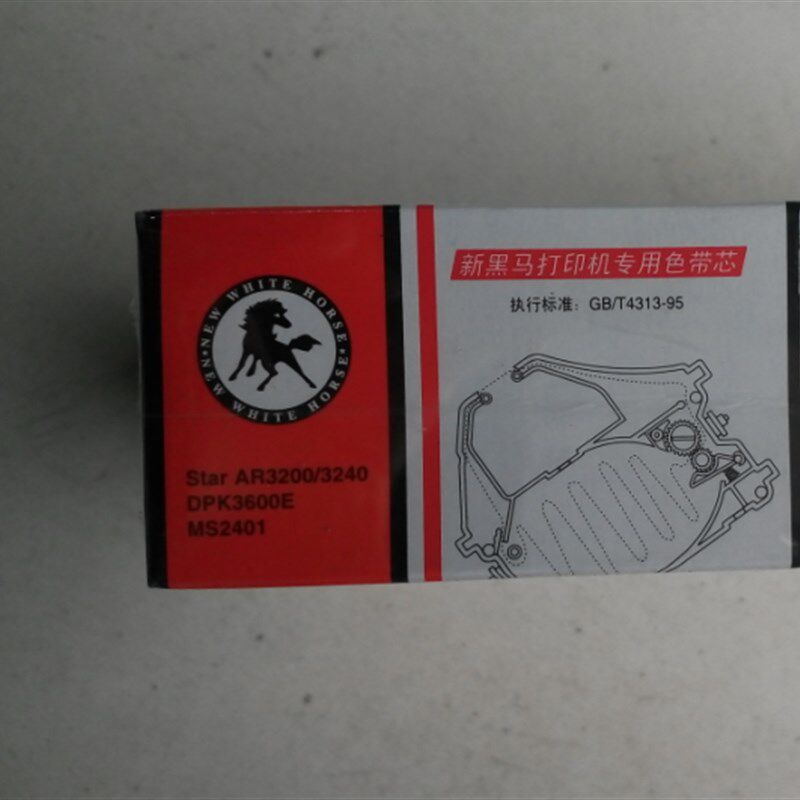 NEW WHITE HORSE
NEW WHITE HORSE
Star AR3200/3240
DPK3600E
MS2401
新黑马打印机专用色带芯
执行标准: GB/T4313-95